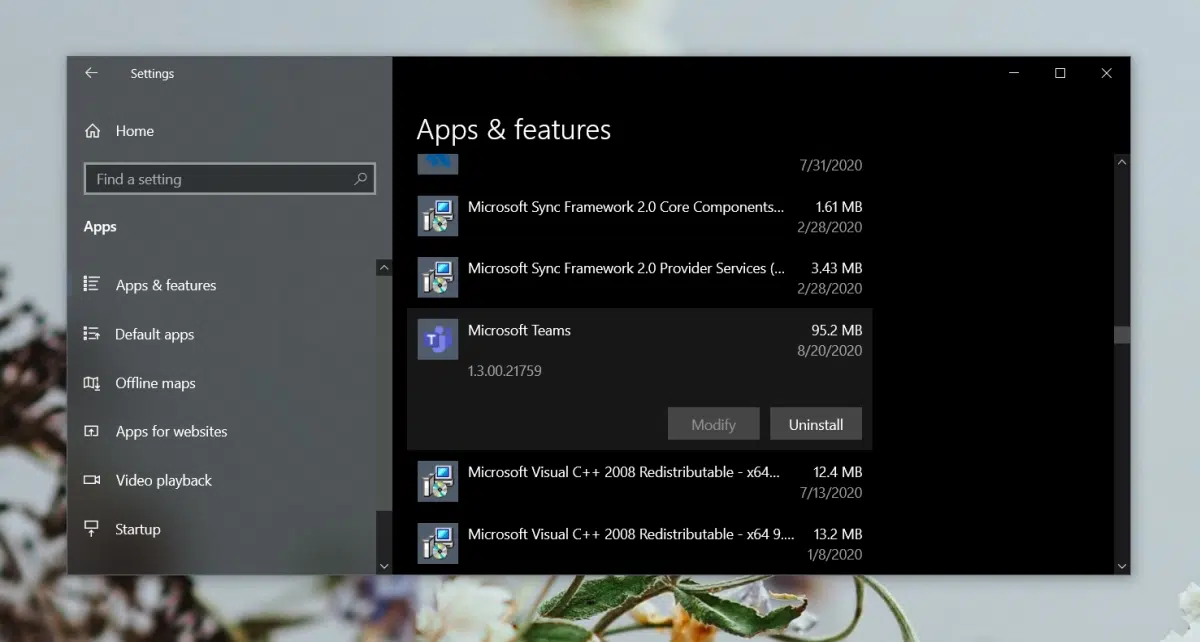 Settings
Home
Find a setting
Apps
Apps & features
Default apps
Offline maps
Apps for websites
Video playback
Startup
Apps & features
7/31/2020
Microsoft Sync Framework 2.0 Core Components... 1.61 MB
2/28/2020
Microsoft Sync Framework 2.0 Provider Services (... 3.43 MB
2/28/2020
Microsoft Teams 95.2 MB
8/20/2020
1.3.00.21759
Modify Uninstall
Microsoft Visual C++ 2008 Redistributable - x64... 12.4 MB
7/13/2020
Microsoft Visual C++ 2008 Redistributable - x64 9.... 13.2 MB
1/8/2020